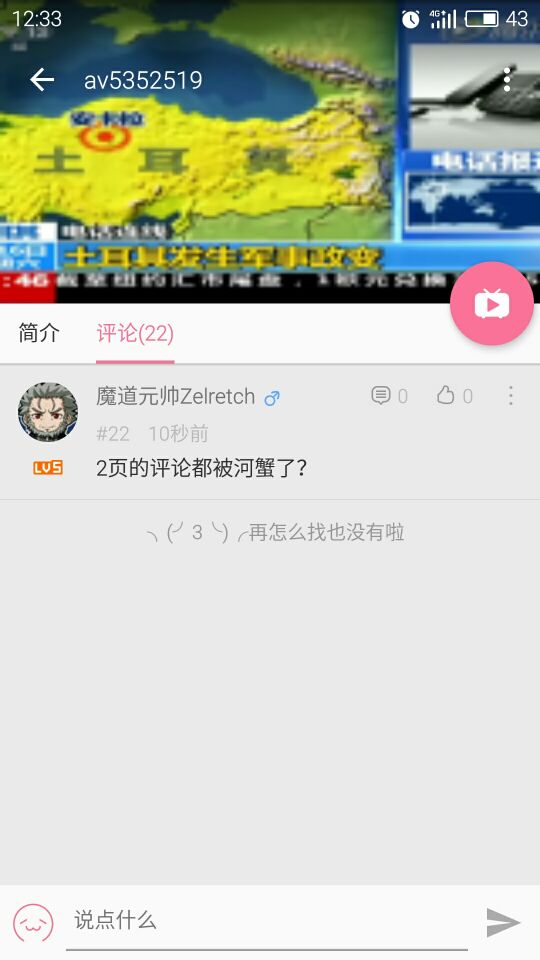 12:33
4G+
43
av5352519
安卡拉
土耳其
电话报道
电话连线
土耳其发生军事政变
简介
评论(22)
魔道元帅Zelretch ♂
0
0
#22 10秒前
LV5
2页的评论都被河蟹了？
╮(╯3╰)╭再怎么找也没有啦
说点什么